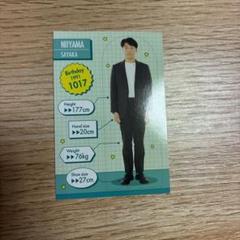 NIIYAMA
SAYAKA
Birthday
1017
Height
▶▶177cm
Hand size
▶▶20cm
Weight
▶▶76kg
Shoe size
▶▶27cm